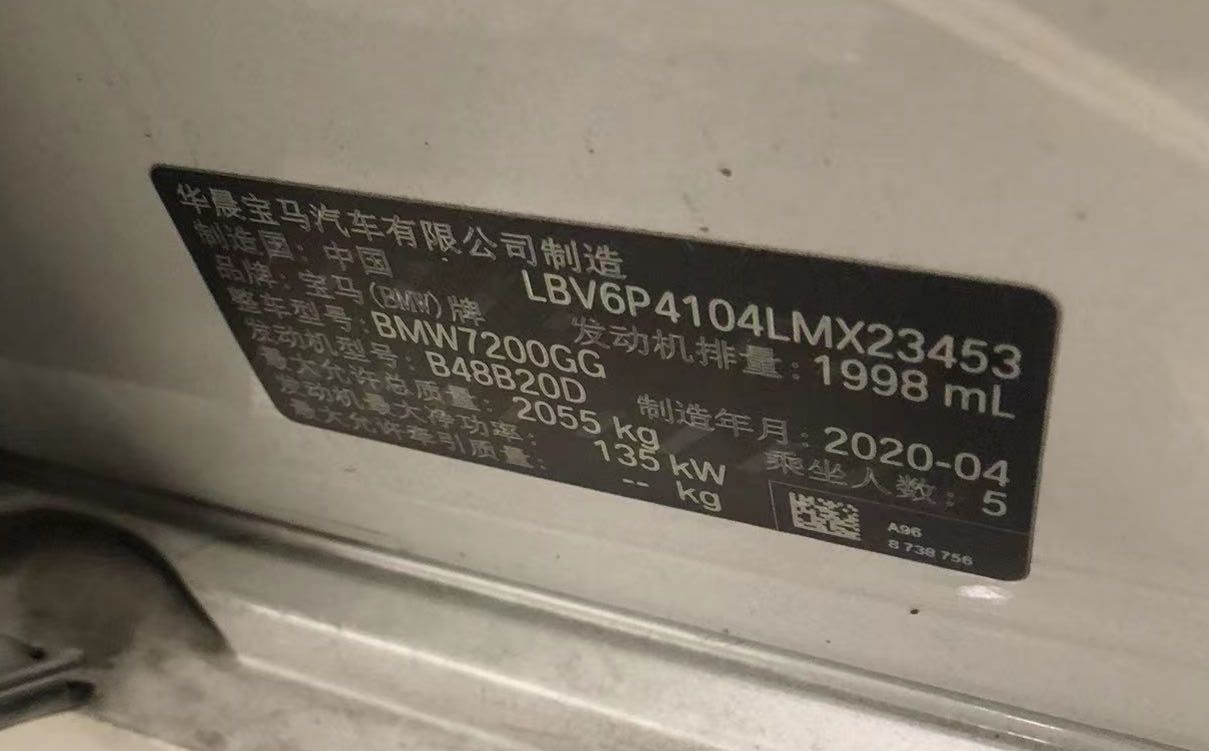 华晨宝马汽车有限公司制造
制造国：中国 LBV6P4104LMX23453
品牌：宝马(BMW)牌 发动机排量：1998 mL
整车型号：BMW7200GG
发动机型号：B48B20D 制造年月：2020-04
最大允许总质量：2055 kg 乘坐人数：5
发动机最大净功率：135 kW
最大允许牵引质量：-- kg
A96
8 738 756